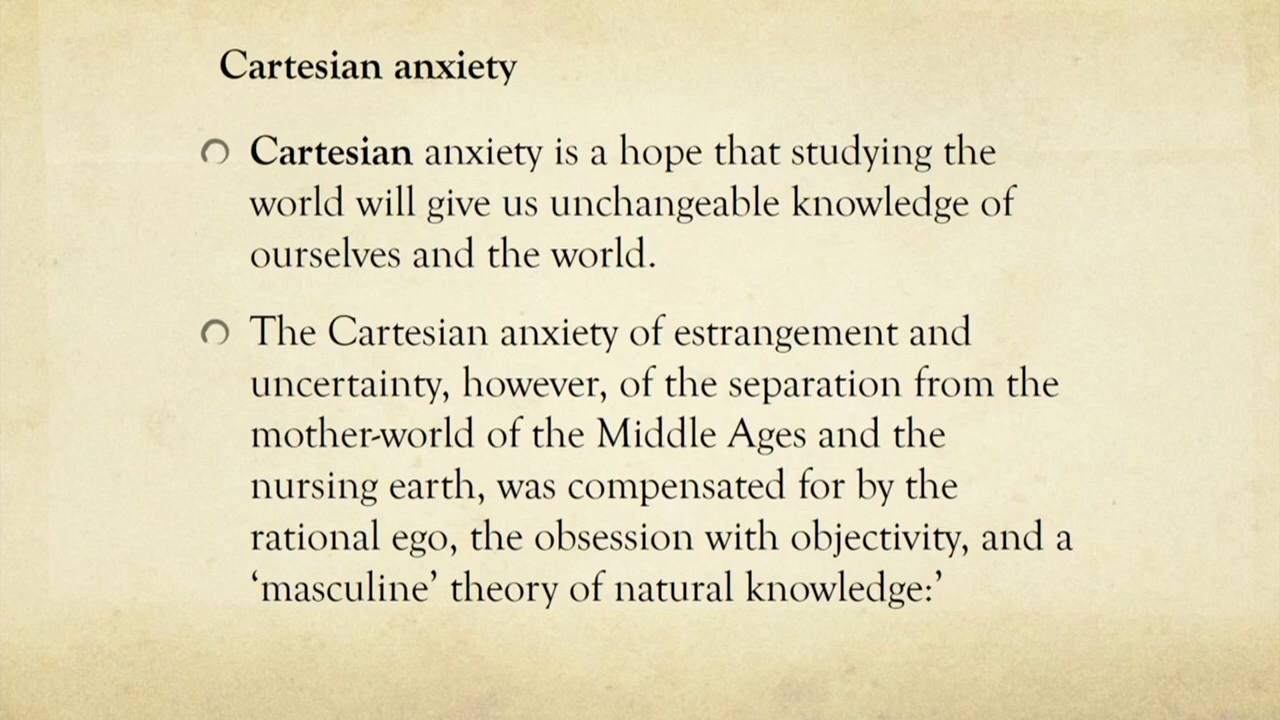 Cartesian anxiety
Cartesian anxiety is a hope that studying the
world will give us unchangeable knowledge of
ourselves and the world.
The Cartesian anxiety of estrangement and
uncertainty, however, of the separation from the
mother-world of the Middle Ages and the
nursing earth, was compensated for by the
rational ego, the obsession with objectivity, and a
‘masculine’ theory of natural knowledge:’